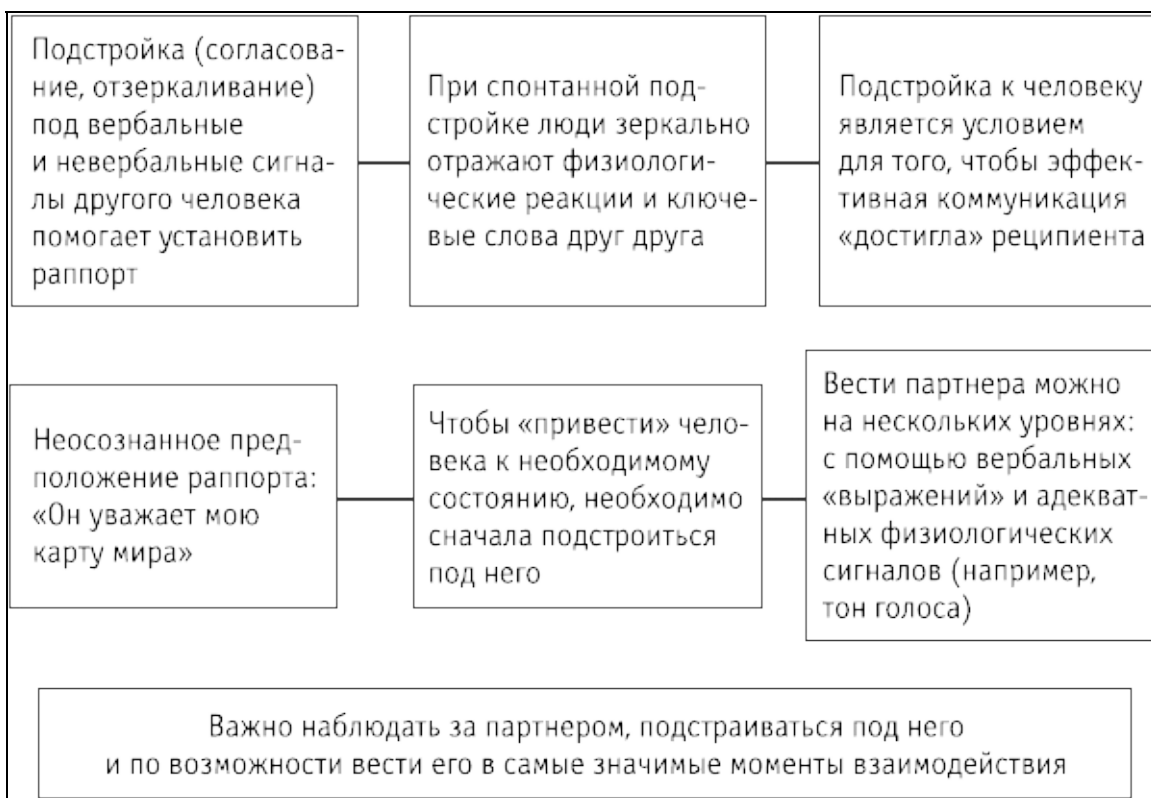 Подстройка (согласова-
ние, отзеркаливание)
под вербальные
и невербальные сигна-
лы другого человека
помогает установить
раппорт
При спонтанной под-
стройке люди зеркально
отражают физиологи-
ческие реакции и ключе-
вые слова друг друга
Подстройка к человеку
является условием
для того, чтобы эффек-
тивная коммуникация
«достигла» реципиента
Неосознанное пред-
положение раппорта:
«Он уважает мою
карту мира»
Чтобы «привести» чело-
века к необходимому
состоянию, необходимо
сначала подстроиться
под него
Вести партнера можно
на нескольких уровнях:
с помощью вербальных
«выражений» и адекват-
ных физиологических
сигналов (например,
тон голоса)
Важно наблюдать за партнером, подстраиваться под него
и по возможности вести его в самые значимые моменты взаимодействия